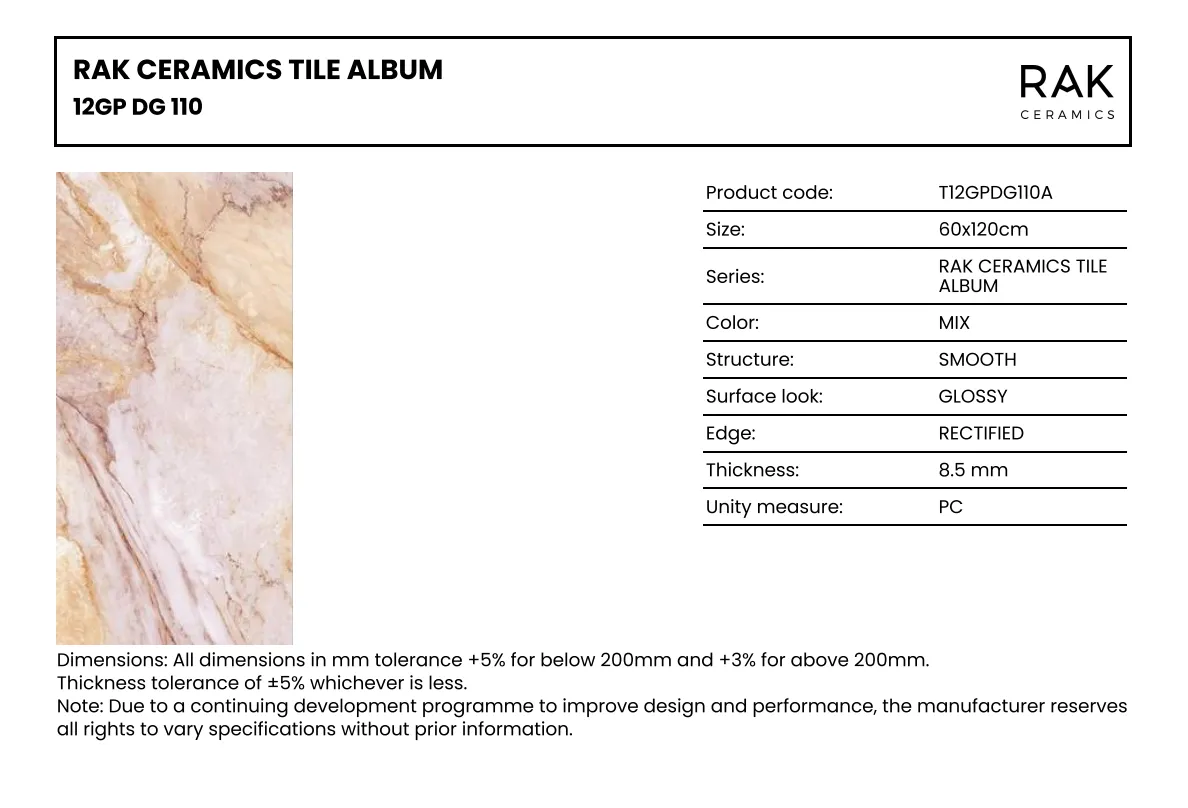 RAK CERAMICS TILE ALBUM
12GP DG 110
RAK
CERAMICS
Product code: T12GPDG110A
Size: 60x120cm
Series: RAK CERAMICS TILE
ALBUM
Color: MIX
Structure: SMOOTH
Surface look: GLOSSY
Edge: RECTIFIED
Thickness: 8.5 mm
Unity measure: PC
Dimensions: All dimensions in mm tolerance +5% for below 200mm and +3% for above 200mm.
Thickness tolerance of ±5% whichever is less.
Note: Due to a continuing development programme to improve design and performance, the manufacturer reserves
all rights to vary specifications without prior information.